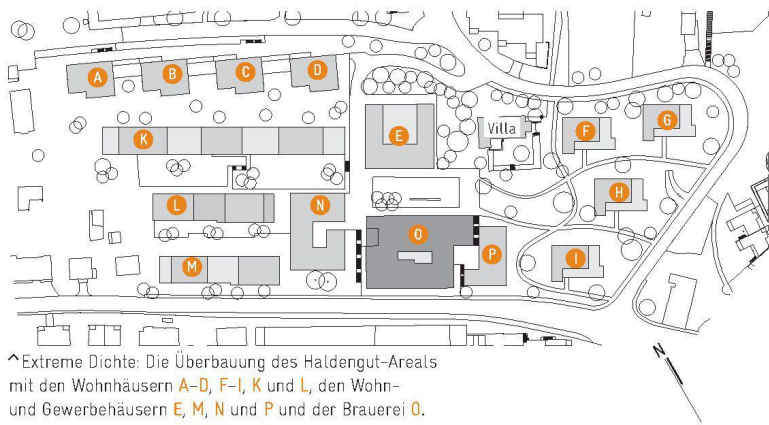 A B C D
G
F
Villa
E
K
H
L
N
O
P
I
M
N
^Extreme Dichte: Die Überbauung des Haldengut-Areals
mit den Wohnhäusern A–D, F–I, K und L, den Wohn-
und Gewerbehäusern E, M, N und P und der Brauerei O.